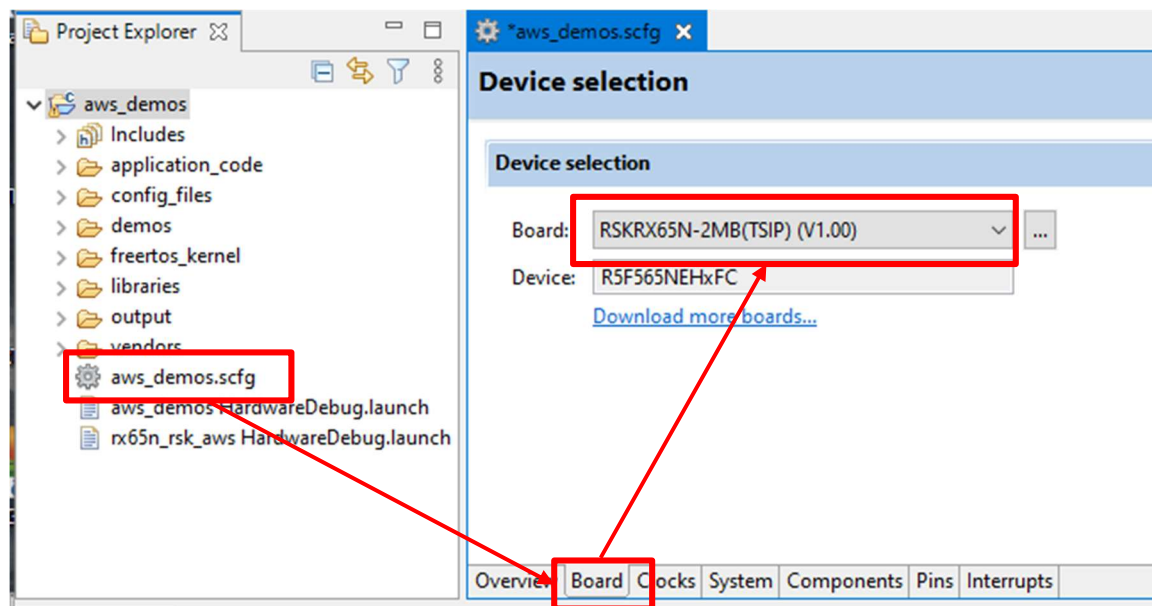 Project Explorer
aws_demos
Includes
application_code
config_files
demos
freertos_kernel
libraries
output
vendors
aws_demos.scfg
aws_demos HardwareDebug.launch
rx65n_rsk_aws HardwareDebug.launch
*aws_demos.scfg
Device selection
Device selection
Board: RSKRX65N-2MB(TSIP) (V1.00) ...
Device: R5F565NEHxFC
Download more boards...
Overview Board Clocks System Components Pins Interrupts